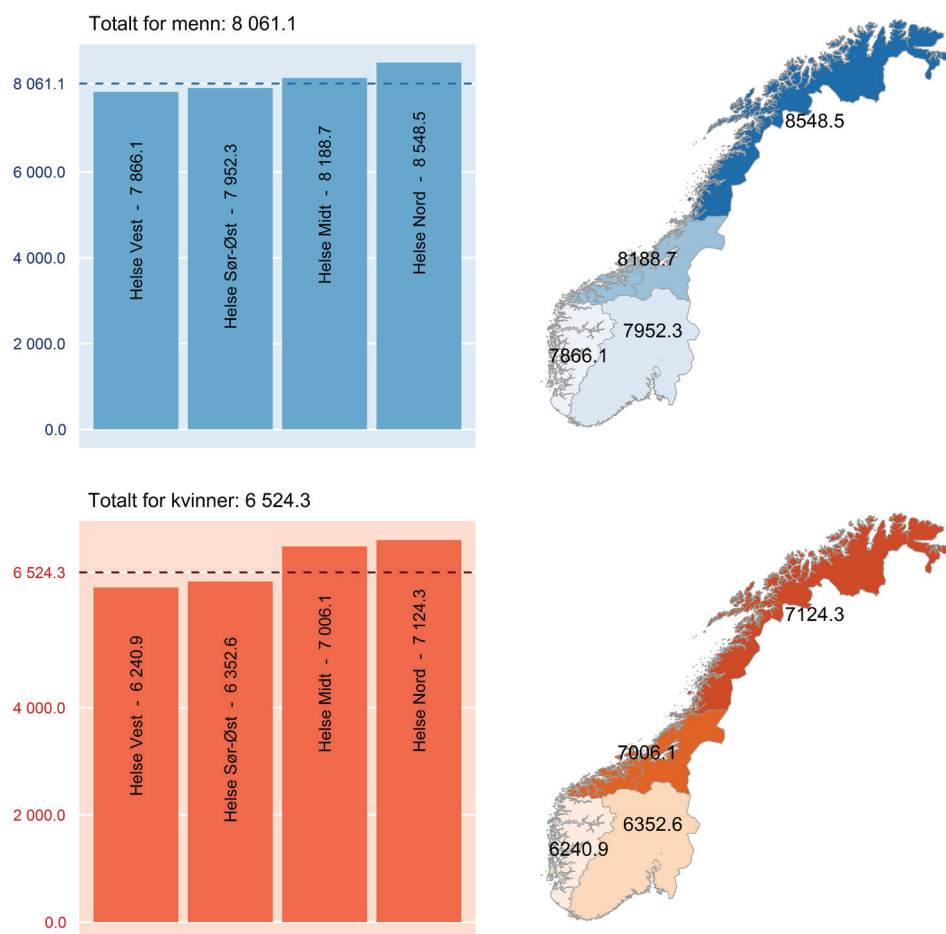 Totalt for menn: 8 061.1
8 061.1
6 000.0
4 000.0
2 000.0
0.0
Helse Vest - 7 866.1
Helse Sør-Øst - 7 952.3
Helse Midt - 8 188.7
Helse Nord - 8 548.5
8548.5
8188.7
7952.3
7866.1
Totalt for kvinner: 6 524.3
6 524.3
4 000.0
2 000.0
0.0
Helse Vest - 6 240.9
Helse Sør-Øst - 6 352.6
Helse Midt - 7 006.1
Helse Nord - 7 124.3
7124.3
7006.1
6352.6
6240.9